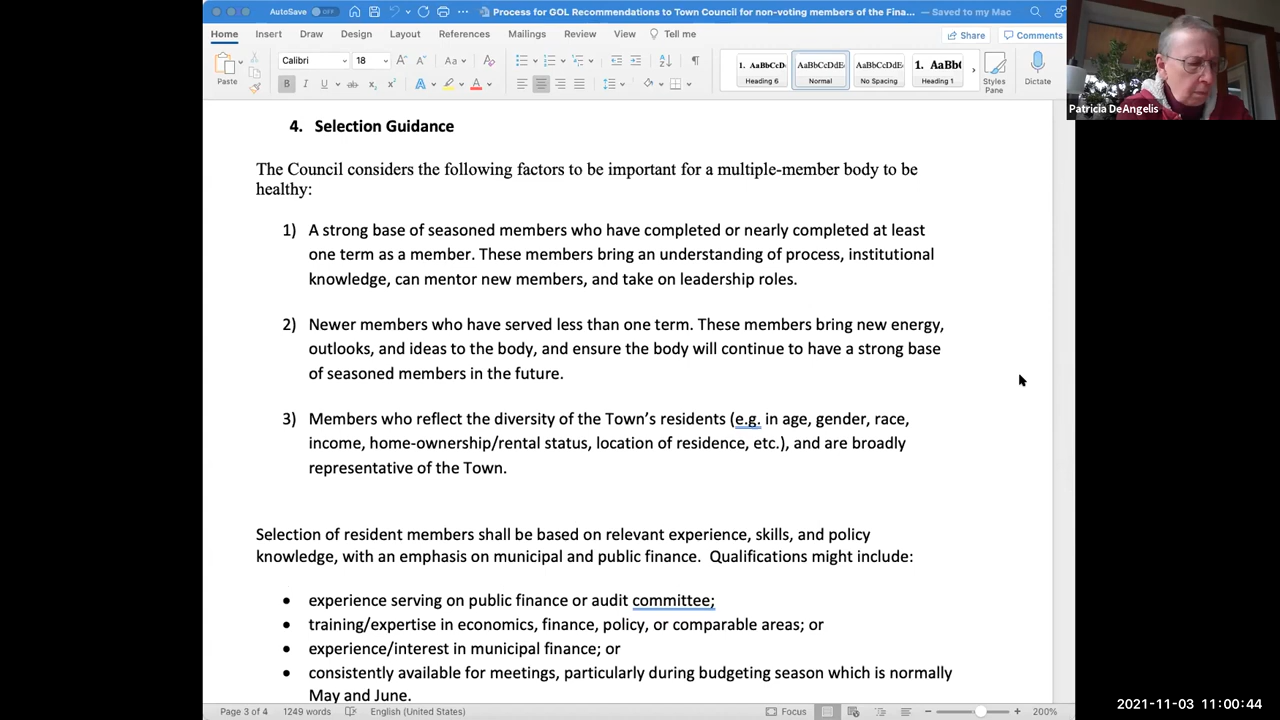 AutoSave OFF Process for GOL Recommendations to Town Council for non-voting members of the Fina... — Saved to my Mac
Home Insert Draw Design Layout References Mailings Review View Tell me Share Comments
Paste Calibri 18 A A Aa A
B I U ab x x A A
1. AaBbCcD Heading 6
AaBbCcDdE Normal
AaBbCcDdE No Spacing
1. AaBb Heading 1
Styles Pane
Dictate
Patricia DeAngelis
4. Selection Guidance
The Council considers the following factors to be important for a multiple-member body to be
healthy:
1) A strong base of seasoned members who have completed or nearly completed at least
one term as a member. These members bring an understanding of process, institutional
knowledge, can mentor new members, and take on leadership roles.
2) Newer members who have served less than one term. These members bring new energy,
outlooks, and ideas to the body, and ensure the body will continue to have a strong base
of seasoned members in the future.
3) Members who reflect the diversity of the Town’s residents (e.g. in age, gender, race,
income, home-ownership/rental status, location of residence, etc.), and are broadly
representative of the Town.
Selection of resident members shall be based on relevant experience, skills, and policy
knowledge, with an emphasis on municipal and public finance. Qualifications might include:
• experience serving on public finance or audit committee;
• training/expertise in economics, finance, policy, or comparable areas; or
• experience/interest in municipal finance; or
• consistently available for meetings, particularly during budgeting season which is normally
May and June.
Page 3 of 4 1249 words English (United States) Focus 200%
2021-11-03 11:00:44